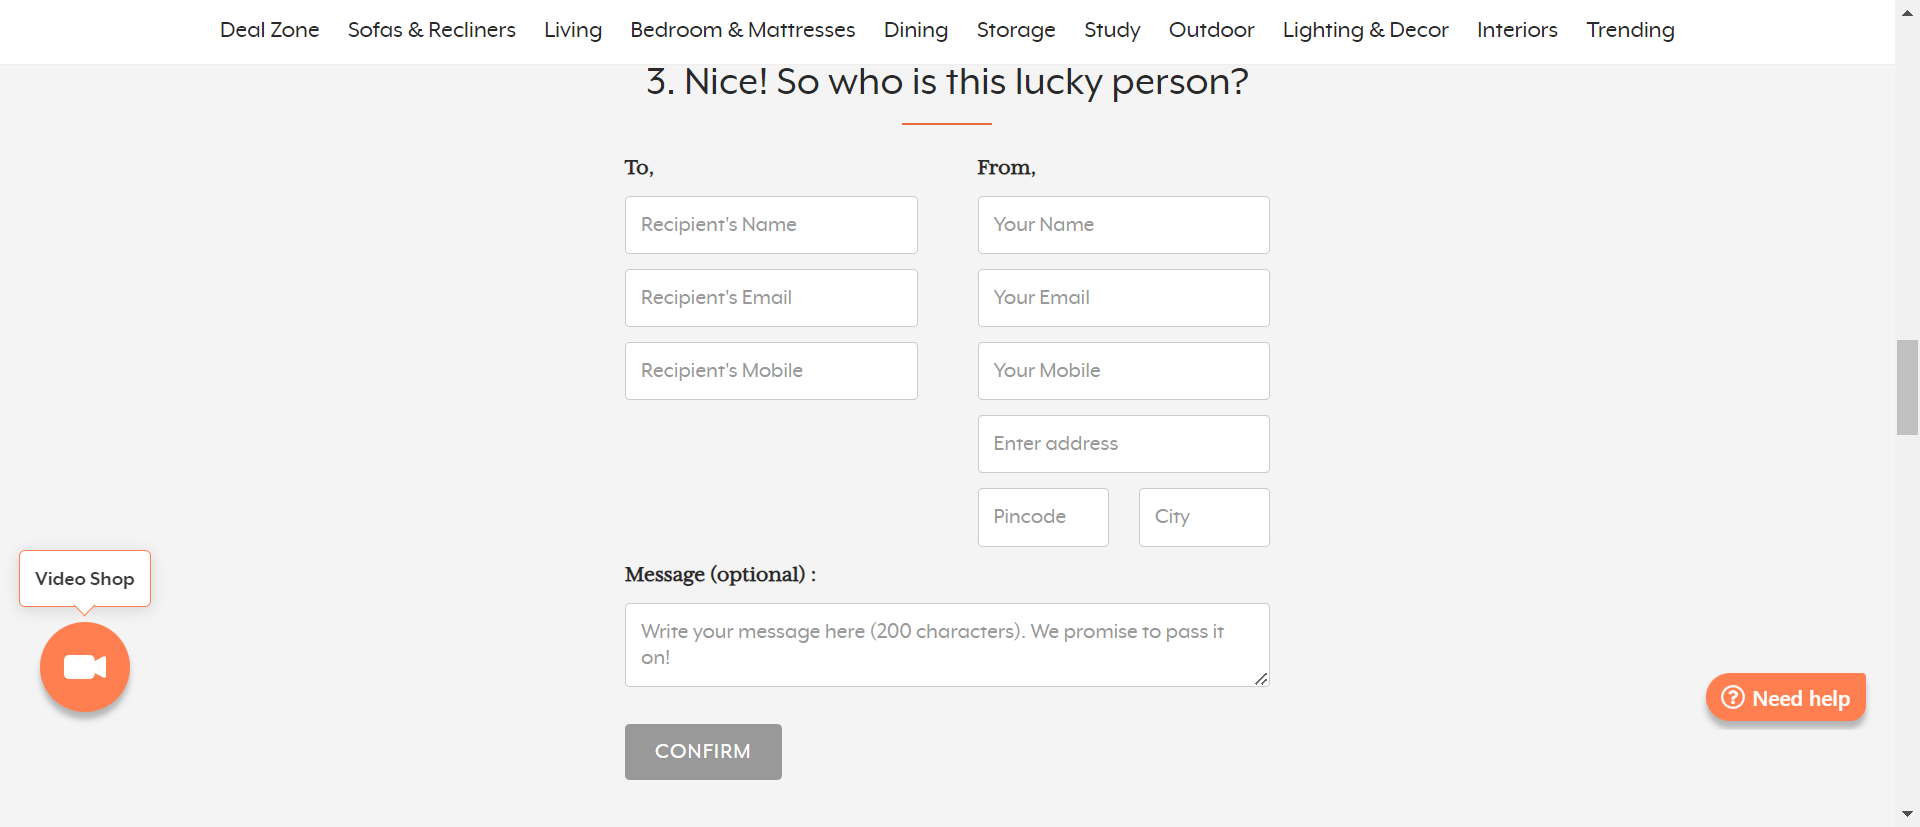 Deal Zone Sofas & Recliners Living Bedroom & Mattresses Dining Storage Study Outdoor Lighting & Decor Interiors Trending
3. Nice! So who is this lucky person?
To,
Recipient's Name
Recipient's Email
Recipient's Mobile
From,
Your Name
Your Email
Your Mobile
Enter address
Pincode City
Message (optional) :
Write your message here (200 characters). We promise to pass it
on!
CONFIRM
Video Shop
Need help